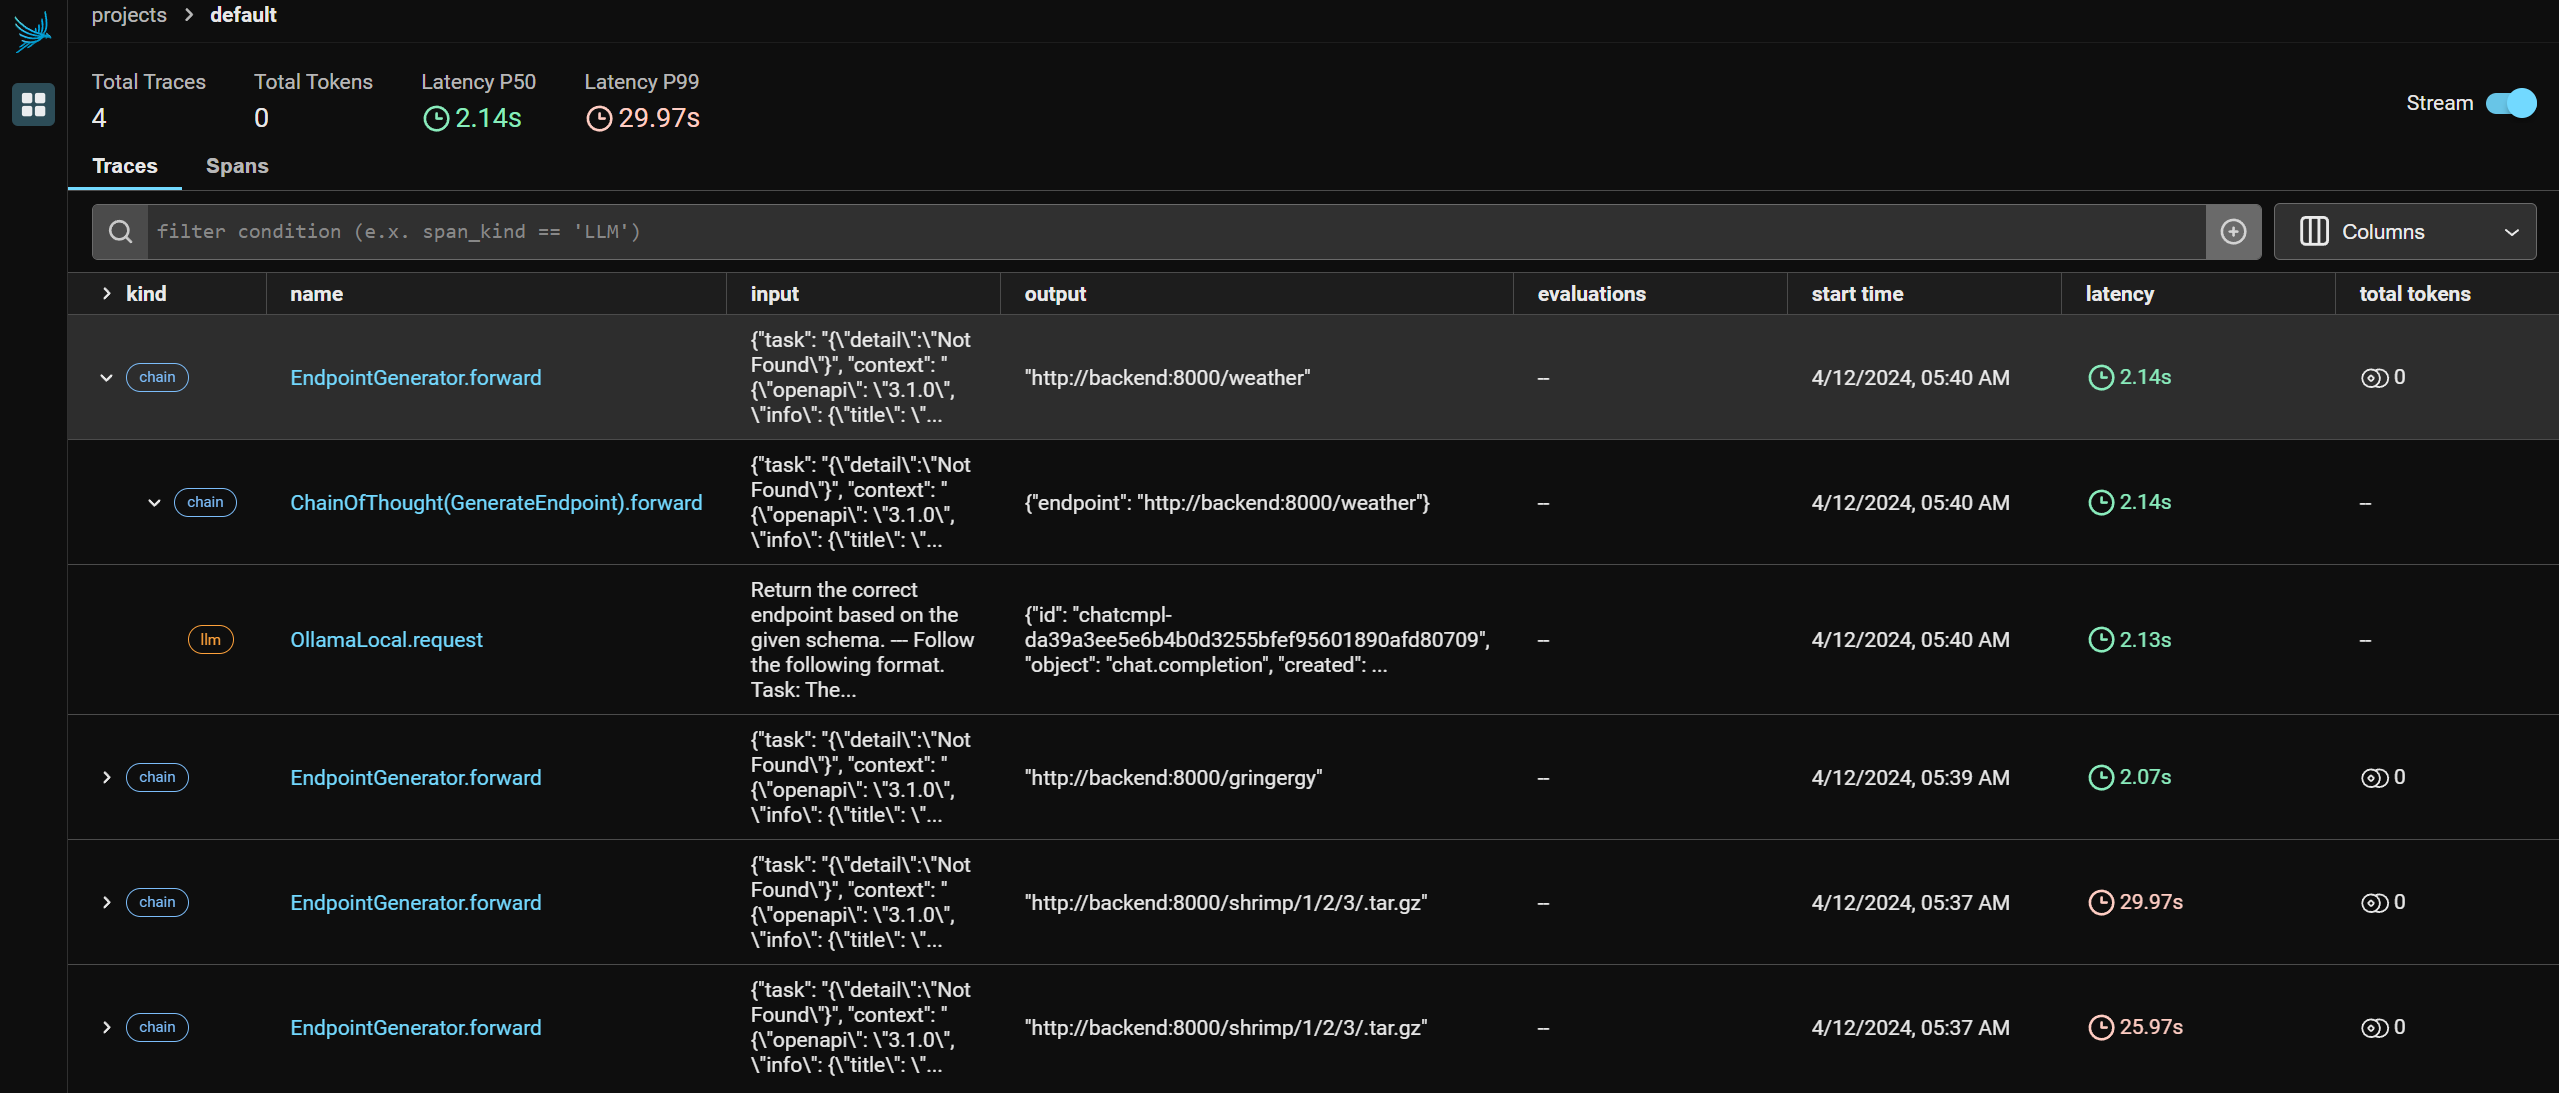 projects > default
Total Traces
4
Total Tokens
0
Latency P50
2.14s
Latency P99
29.97s
Stream
Traces
Spans
filter condition (e.x. span_kind == 'LLM')
Columns
kind
name
input
output
evaluations
start time
latency
total tokens
chain
EndpointGenerator.forward
{"task": "{\"detail\":\"Not
Found\"}", "context": "
{\"openapi\": \"3.1.0\",
\"info\": {\"title\": \"...
"http://backend:8000/weather"
--
4/12/2024, 05:40 AM
2.14s
0
chain
ChainOfThought(GenerateEndpoint).forward
{"task": "{\"detail\":\"Not
Found\"}", "context": "
{\"openapi\": \"3.1.0\",
\"info\": {\"title\": \"...
{"endpoint": "http://backend:8000/weather"}
--
4/12/2024, 05:40 AM
2.14s
--
llm
OllamaLocal.request
Return the correct
endpoint based on the
given schema. --- Follow
the following format.
Task: The...
{"id": "chatcmpl-
da39a3ee5e6b4b0d3255bfef95601890afd80709",
"object": "chat.completion", "created": ...
--
4/12/2024, 05:40 AM
2.13s
--
chain
EndpointGenerator.forward
{"task": "{\"detail\":\"Not
Found\"}", "context": "
{\"openapi\": \"3.1.0\",
\"info\": {\"title\": \"...
"http://backend:8000/gringergy"
--
4/12/2024, 05:39 AM
2.07s
0
chain
EndpointGenerator.forward
{"task": "{\"detail\":\"Not
Found\"}", "context": "
{\"openapi\": \"3.1.0\",
\"info\": {\"title\": \"...
"http://backend:8000/shrimp/1/2/3/.tar.gz"
--
4/12/2024, 05:37 AM
29.97s
0
chain
EndpointGenerator.forward
{"task": "{\"detail\":\"Not
Found\"}", "context": "
{\"openapi\": \"3.1.0\",
\"info\": {\"title\": \"...
"http://backend:8000/shrimp/1/2/3/.tar.gz"
--
4/12/2024, 05:37 AM
25.97s
0